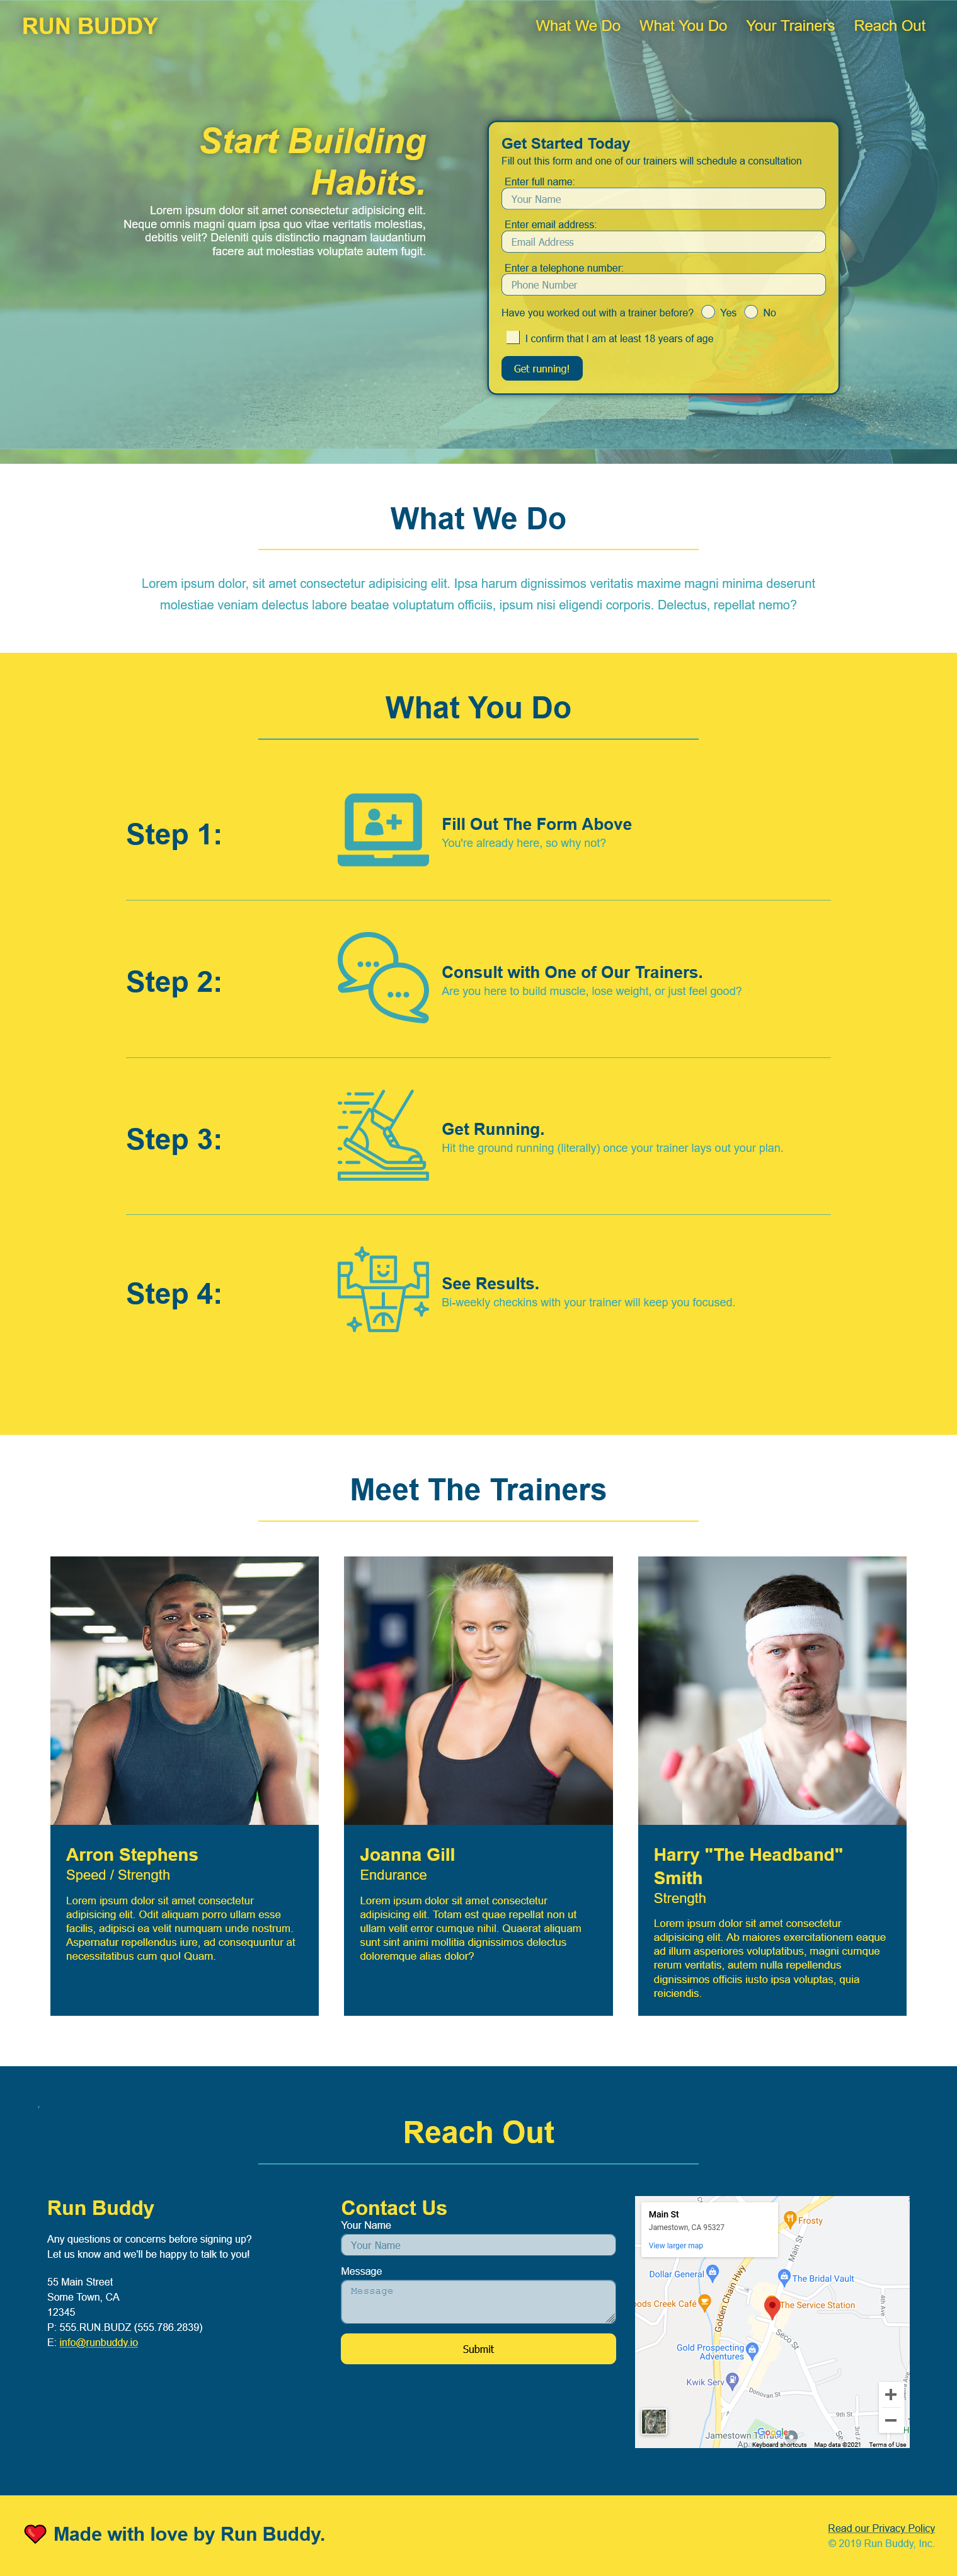 RUN BUDDY
What We Do
What You Do
Your Trainers
Reach Out
Start Building
Habits.
Lorem ipsum dolor sit amet consectetur adipisicing elit.
Neque omnis magni quam ipsa quo vitae veritatis molestias,
debitis velit? Deleniti quis distinctio magnam laudantium
facere aut molestias voluptate autem fugit.
Get Started Today
Fill out this form and one of our trainers will schedule a consultation
Enter full name:
Your Name
Enter email address:
Email Address
Enter a telephone number:
Phone Number
Have you worked out with a trainer before? Yes No
I confirm that I am at least 18 years of age
Get running!
What We Do
Lorem ipsum dolor, sit amet consectetur adipisicing elit. Ipsa harum dignissimos veritatis maxime magni minima deserunt
molestiae veniam delectus labore beatae voluptatum officiis, ipsum nisi eligendi corporis. Delectus, repellat nemo?
What You Do
Step 1:
Fill Out The Form Above
You're already here, so why not?
Step 2:
Consult with One of Our Trainers.
Are you here to build muscle, lose weight, or just feel good?
Step 3:
Get Running.
Hit the ground running (literally) once your trainer lays out your plan.
Step 4:
See Results.
Bi-weekly checkins with your trainer will keep you focused.
Meet The Trainers
Arron Stephens
Speed / Strength
Lorem ipsum dolor sit amet consectetur
adipisicing elit. Odit aliquam porro ullam esse
facilis, adipisci ea velit numquam unde nostrum.
Aspernatur repellendus iure, ad consequuntur at
necessitatibus cum quo! Quam.
Joanna Gill
Endurance
Lorem ipsum dolor sit amet consectetur
adipisicing elit. Totam est quae repellat non ut
ullam velit error cumque nihil. Quaerat aliquam
sunt sint animi mollitia dignissimos delectus
doloremque alias dolor?
Harry "The Headband"
Smith
Strength
Lorem ipsum dolor sit amet consectetur
adipisicing elit. Ab maiores exercitationem eaque
ad illum asperiores voluptatibus, magni cumque
rerum veritatis, autem nulla repellendus
dignissimos officiis iusto ipsa voluptas, quia
reiciendis.
Reach Out
Run Buddy
Any questions or concerns before signing up?
Let us know and we'll be happy to talk to you!
55 Main Street
Some Town, CA
12345
P: 555.RUN.BUDZ (555.786.2839)
E: info@runbuddy.io
Contact Us
Your Name
Your Name
Message
Message
Submit
Main St
Jamestown, CA 95327
View larger map
Frosty
Main St
Dollar General
The Bridal Vault
Golden Chain Hwy
4th Ave
ods Creek Café
The Service Station
Seco St
Gold Prospecting
Adventures
Kwik Serv
Donovan St
9th St
Jamestown
Google
Keyboard shortcuts
Map data ©2021
Terms of Use
Made with love by Run Buddy.
Read our Privacy Policy
© 2019 Run Buddy, Inc.